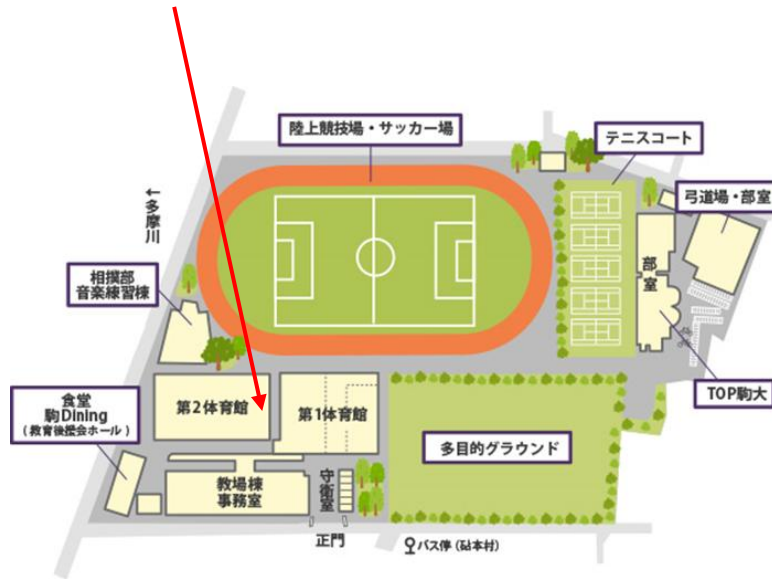 陸上競技場・サッカー場
テニスコート
弓道場・部室
←多摩川
相撲部
音楽練習棟
部室
食堂
駒Dining
(教育後援会ホール)
第2体育館
第1体育館
TOP駒大
多目的グラウンド
教場棟
事務室
守衛室
正門
バス停(砧本村)